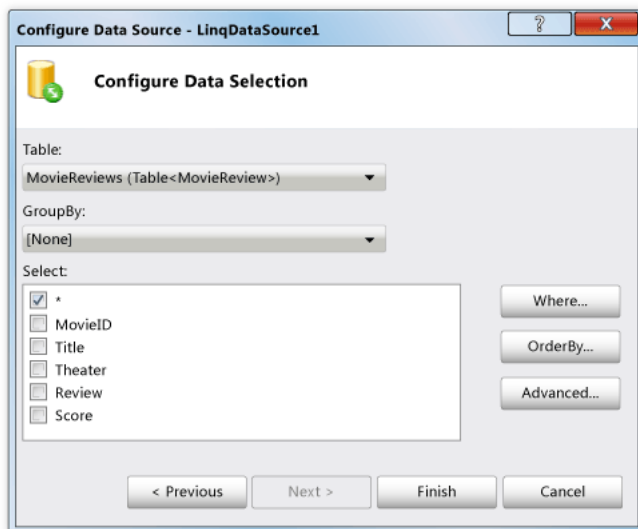 Configure Data Source - LinqDataSource1
Configure Data Selection
Table:
MovieReviews (Table<MovieReview>)
GroupBy:
[None]
Select:
*
MovieID
Title
Theater
Review
Score
Where...
OrderBy...
Advanced...
< Previous
Next >
Finish
Cancel